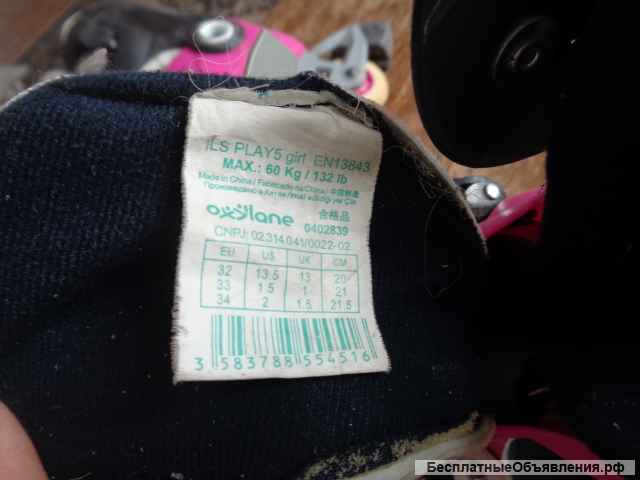 ILS PLAY5 girl EN13843
MAX.: 60 Kg / 132 lb
Made in China / Fabricado na China / 中国制造
Произведено в Китае /
oxylane 合格品
0402839
CNPJ: 02.314.041/0022-02
EU US UK CM
32 13.5 13 20
33 1.5 1 21
34 2 1.5 21.5
3 583788 554516
БесплатныеОбъявления.рф